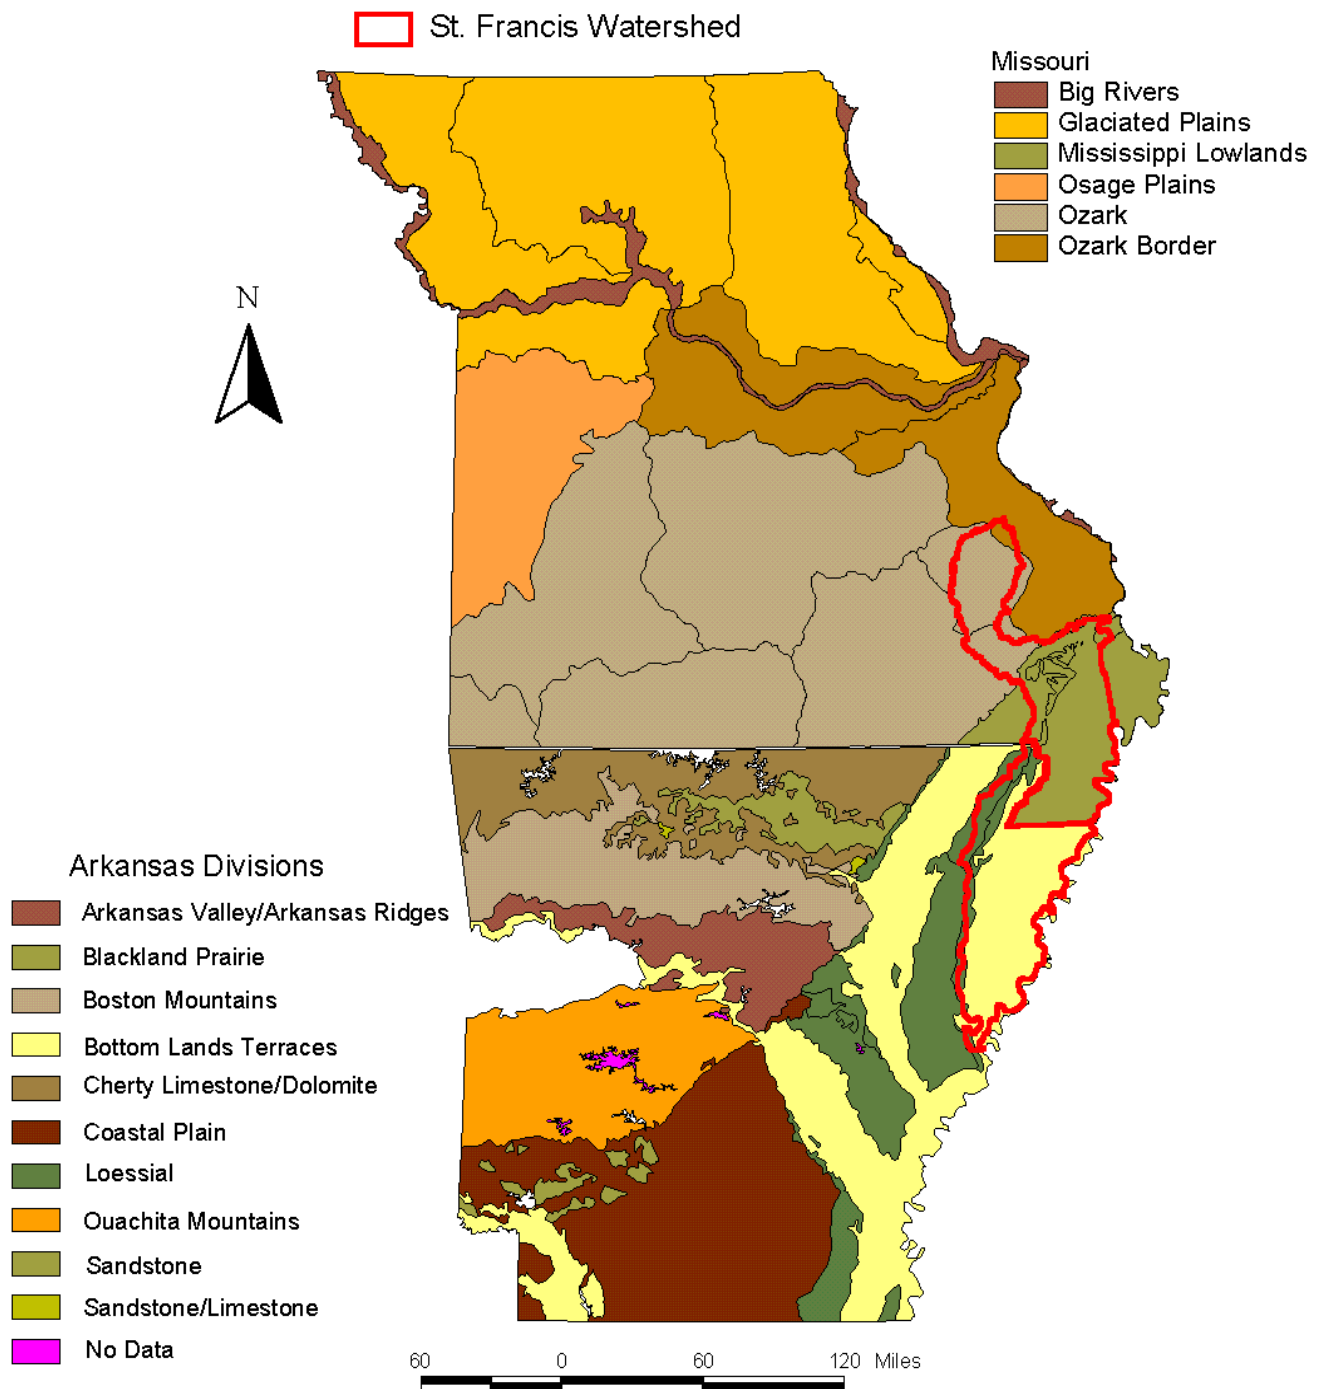 St. Francis Watershed
Missouri
Big Rivers
Glaciated Plains
Mississippi Lowlands
Osage Plains
Ozark
Ozark Border
N
Arkansas Divisions
Arkansas Valley/Arkansas Ridges
Blackland Prairie
Boston Mountains
Bottom Lands Terraces
Cherty Limestone/Dolomite
Coastal Plain
Loessial
Ouachita Mountains
Sandstone
Sandstone/Limestone
No Data
60 0 60 120 Miles